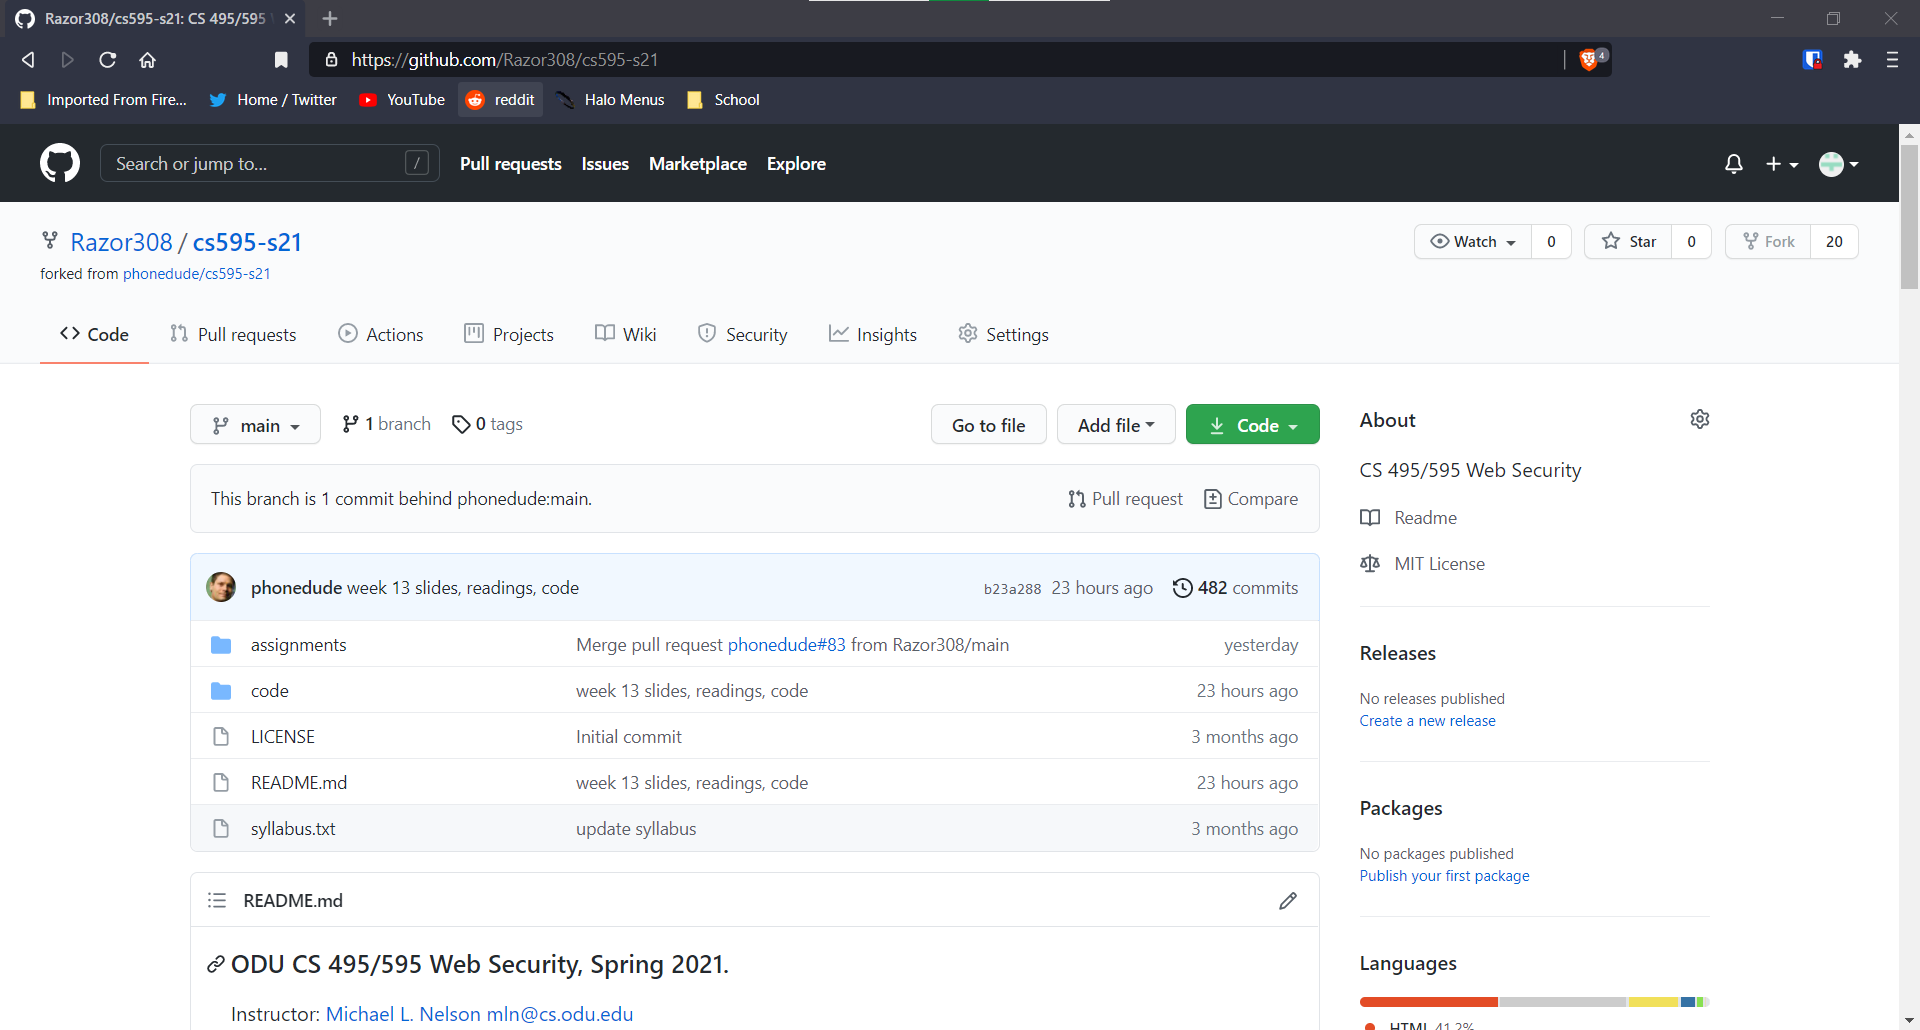 Razor308/cs595-s21: CS 495/595
https://github.com/Razor308/cs595-s21
4
Imported From Fire...
Home / Twitter
YouTube
reddit
Halo Menus
School
Search or jump to...
/
Pull requests
Issues
Marketplace
Explore
Razor308 / cs595-s21
Watch
0
Star
0
Fork
20
forked from phonedude/cs595-s21
Code
Pull requests
Actions
Projects
Wiki
Security
Insights
Settings
main
1 branch
0 tags
Go to file
Add file
Code
This branch is 1 commit behind phonedude:main.
Pull request
Compare
phonedude week 13 slides, readings, code
b23a288 23 hours ago
482 commits
assignments
Merge pull request phonedude#83 from Razor308/main
yesterday
code
week 13 slides, readings, code
23 hours ago
LICENSE
Initial commit
3 months ago
README.md
week 13 slides, readings, code
23 hours ago
syllabus.txt
update syllabus
3 months ago
README.md
ODU CS 495/595 Web Security, Spring 2021.
Instructor: Michael L. Nelson mln@cs.odu.edu
About
CS 495/595 Web Security
Readme
MIT License
Releases
No releases published
Create a new release
Packages
No packages published
Publish your first package
Languages
HTML 41.2%